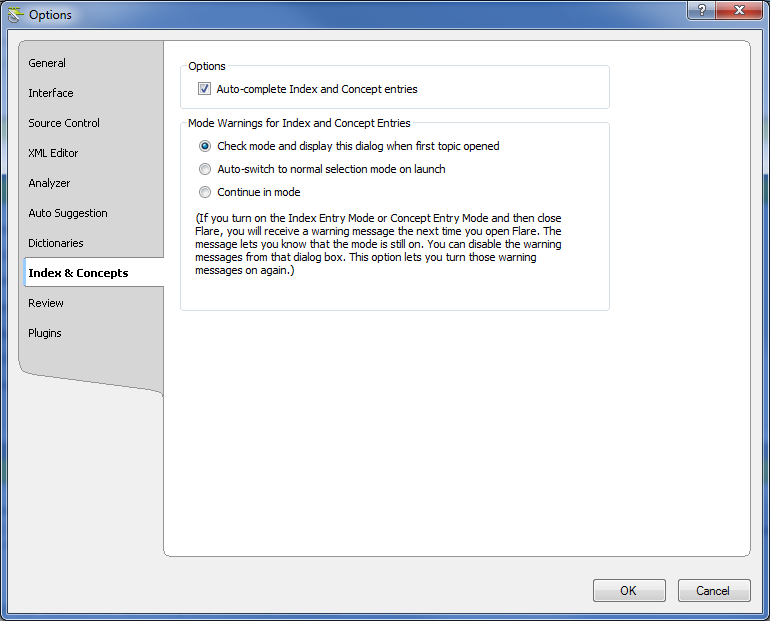 Options
?
General
Interface
Source Control
XML Editor
Analyzer
Auto Suggestion
Dictionaries
Index & Concepts
Review
Plugins
Options
Auto-complete Index and Concept entries
Mode Warnings for Index and Concept Entries
Check mode and display this dialog when first topic opened
Auto-switch to normal selection mode on launch
Continue in mode
(If you turn on the Index Entry Mode or Concept Entry Mode and then close
Flare, you will receive a warning message the next time you open Flare. The
message lets you know that the mode is still on. You can disable the warning
messages from that dialog box. This option lets you turn those warning
messages on again.)
OK
Cancel